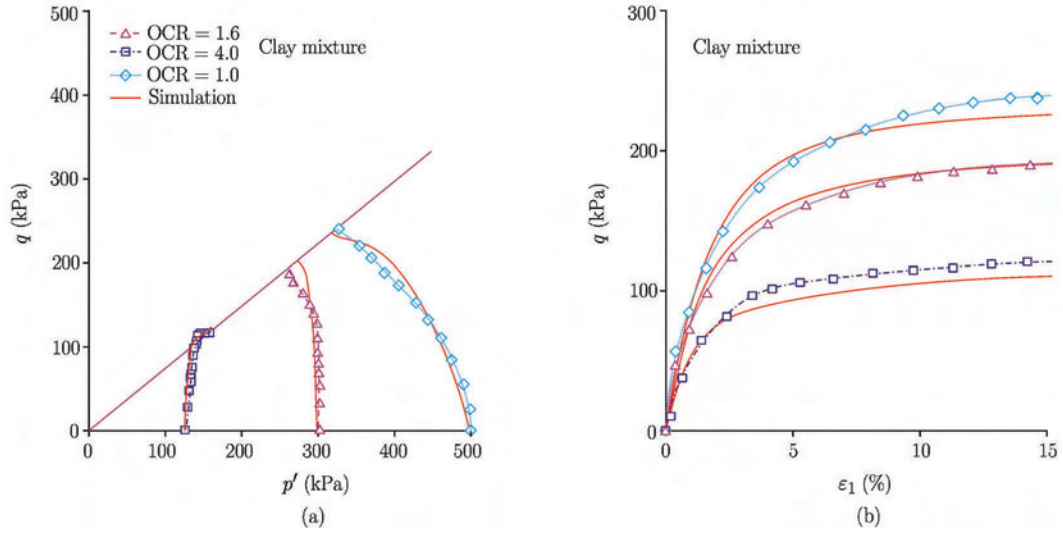 500
400
300
200
100
0
q (kPa)
OCR = 1.6
OCR = 4.0
OCR = 1.0
Simulation
Clay mixture
0
100
200
300
400
500
p′ (kPa)
(a)
300
200
100
0
q (kPa)
Clay mixture
0
5
10
15
ε₁ (%)
(b)